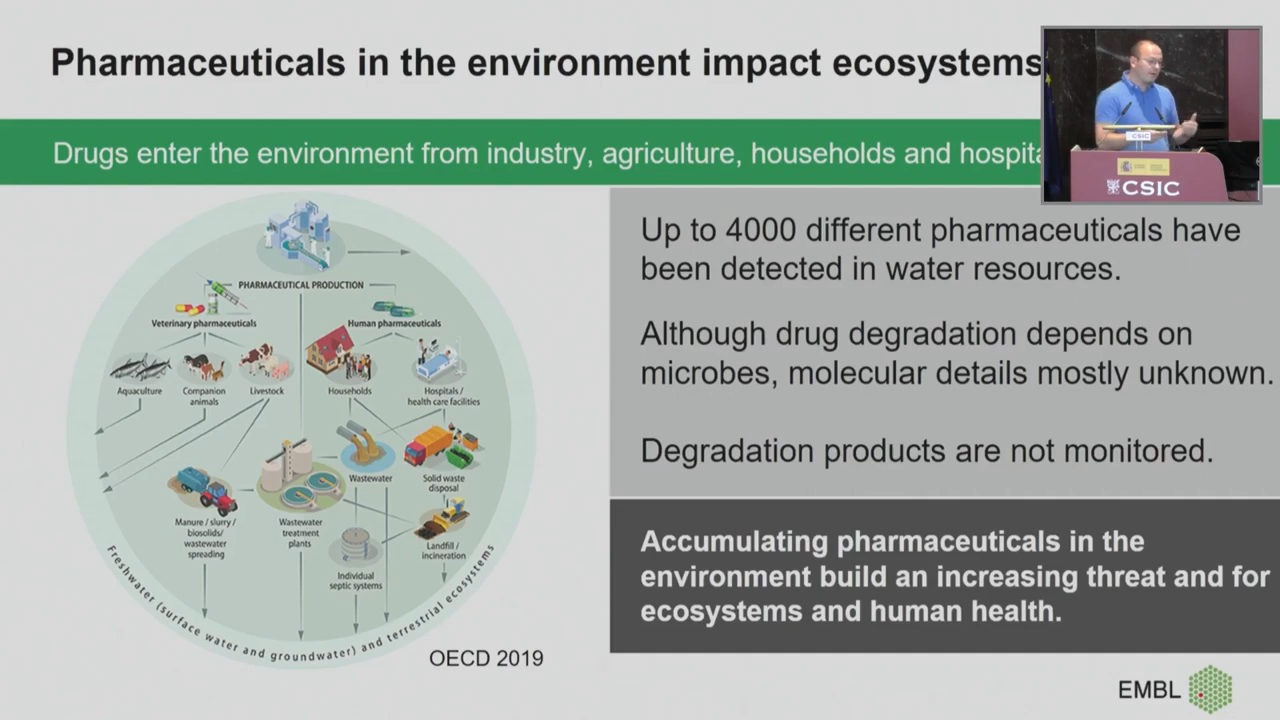 Pharmaceuticals in the environment impact ecosystems
Drugs enter the environment from industry, agriculture, households and
CSIC
CSIC
PHARMACEUTICAL PRODUCTION
Veterinary pharmaceuticals
Human pharmaceuticals
Aquaculture
Companion
animals
Livestock
Households
Hospitals /
health care facilities
Manure / slurry /
biosolids/
wastewater
spreading
Wastewater
treatment
plants
Wastewater
Solid waste
disposal
Individual
septic systems
Landfill /
incineration
Freshwater (surface water and groundwater) and terrestrial ecosystems
OECD 2019
Up to 4000 different pharmaceuticals have
been detected in water resources.
Although drug degradation depends on
microbes, molecular details mostly unknown.
Degradation products are not monitored.
Accumulating pharmaceuticals in the
environment build an increasing threat and for
ecosystems and human health.
EMBL